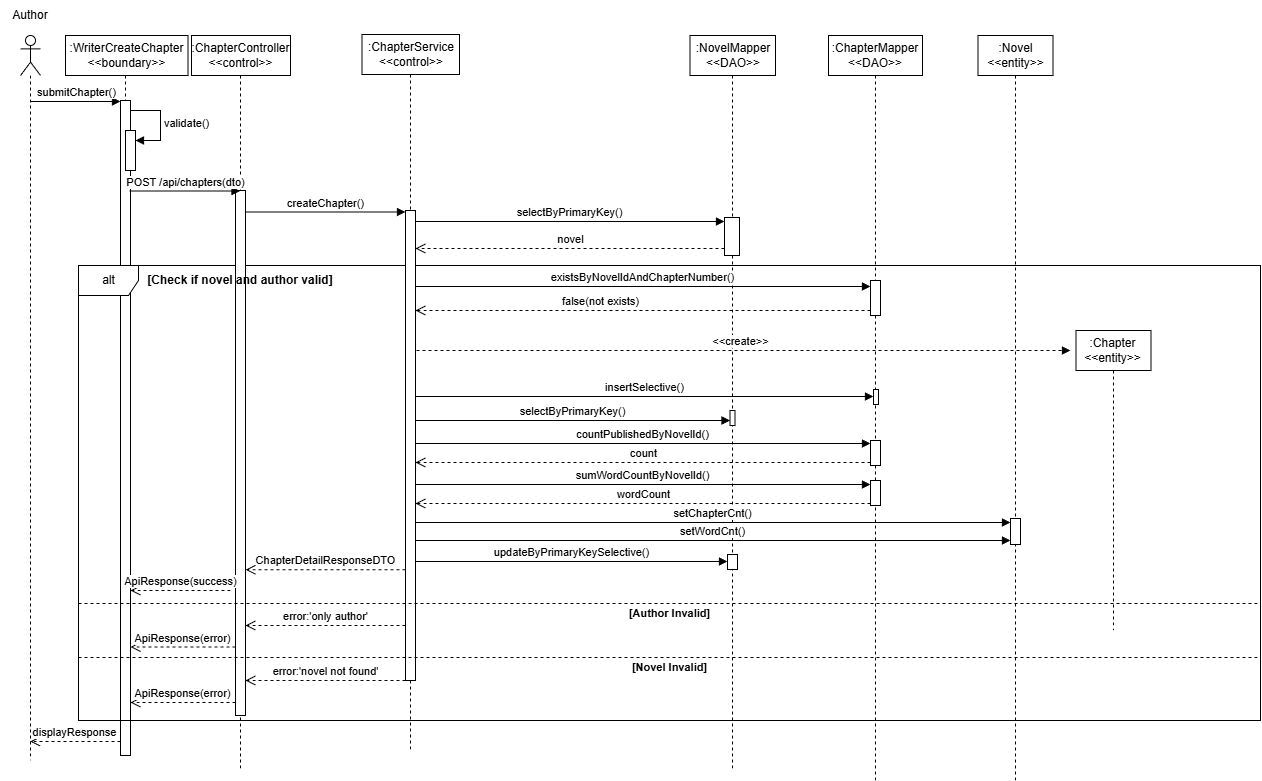 Author
:WriterCreateChapter
<<boundary>>
:ChapterController
<<control>>
:ChapterService
<<control>>
:NovelMapper
<<DAO>>
:ChapterMapper
<<DAO>>
:Novel
<<entity>>
submitChapter()
validate()
POST /api/chapters(dto)
createChapter()
selectByPrimaryKey()
novel
alt
[Check if novel and author valid]
existsByNovelIdAndChapterNumber()
false(not exists)
<<create>>
:Chapter
<<entity>>
insertSelective()
selectByPrimaryKey()
countPublishedByNovelId()
count
sumWordCountByNovelId()
wordCount
setChapterCnt()
setWordCnt()
updateByPrimaryKeySelective()
ChapterDetailResponseDTO
ApiResponse(success)
[Author Invalid]
error:'only author'
ApiResponse(error)
[Novel Invalid]
error:'novel not found'
ApiResponse(error)
displayResponse